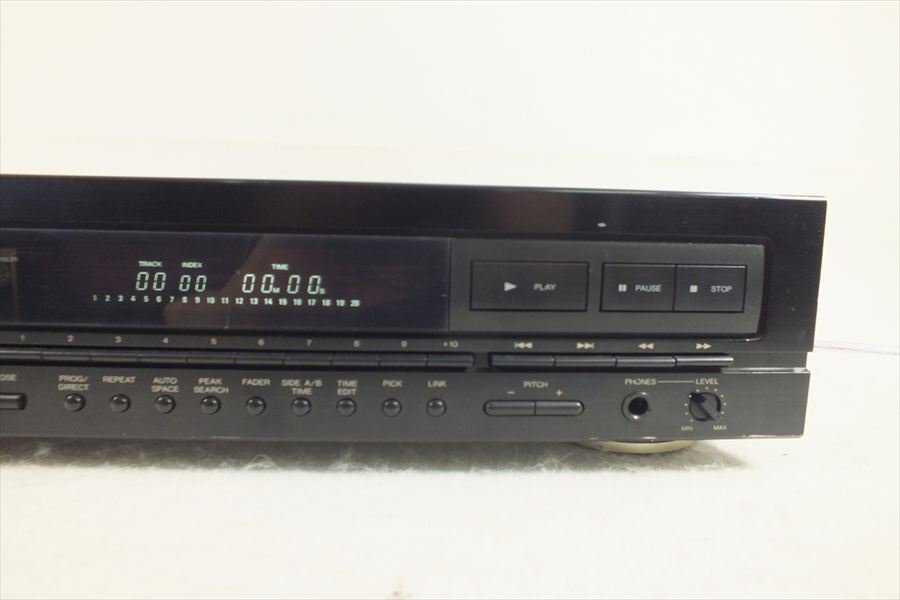 TRACK INDEX TIME
00 00 00M 00S
1 2 3 4 5 6 7 8 9 10 11 12 13 14 15 16 17 18 19 20
PLAY
PAUSE
STOP
1 2 3 4 5 6 7 8 9 +10
PROG/
DIRECT
REPEAT
AUTO
SPACE
PEAK
SEARCH
FADER
SIDE A/B
TIME
TIME
EDIT
PICK
LINK
PITCH
- +
PHONES
LEVEL
MIN MAX